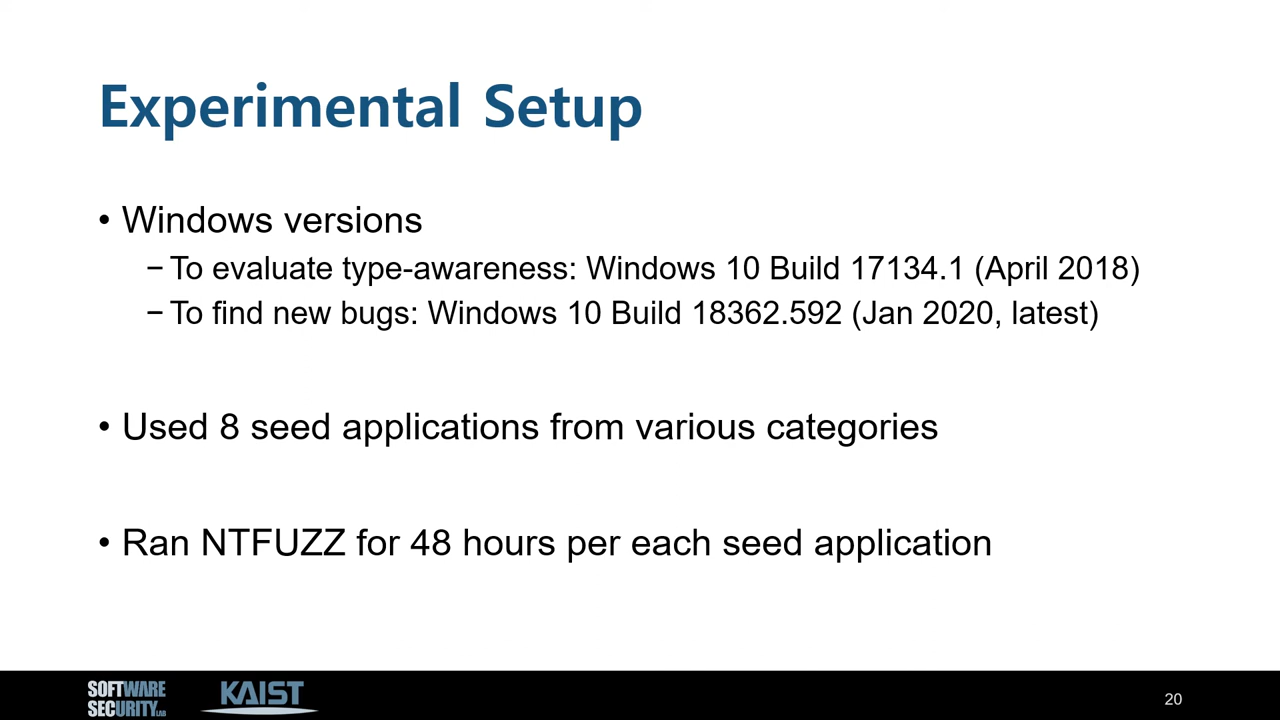 Experimental Setup
• Windows versions
– To evaluate type-awareness: Windows 10 Build 17134.1 (April 2018)
– To find new bugs: Windows 10 Build 18362.592 (Jan 2020, latest)
• Used 8 seed applications from various categories
• Ran NTFUZZ for 48 hours per each seed application
SOFTWARE
SECURITY LAB
KAIST
20